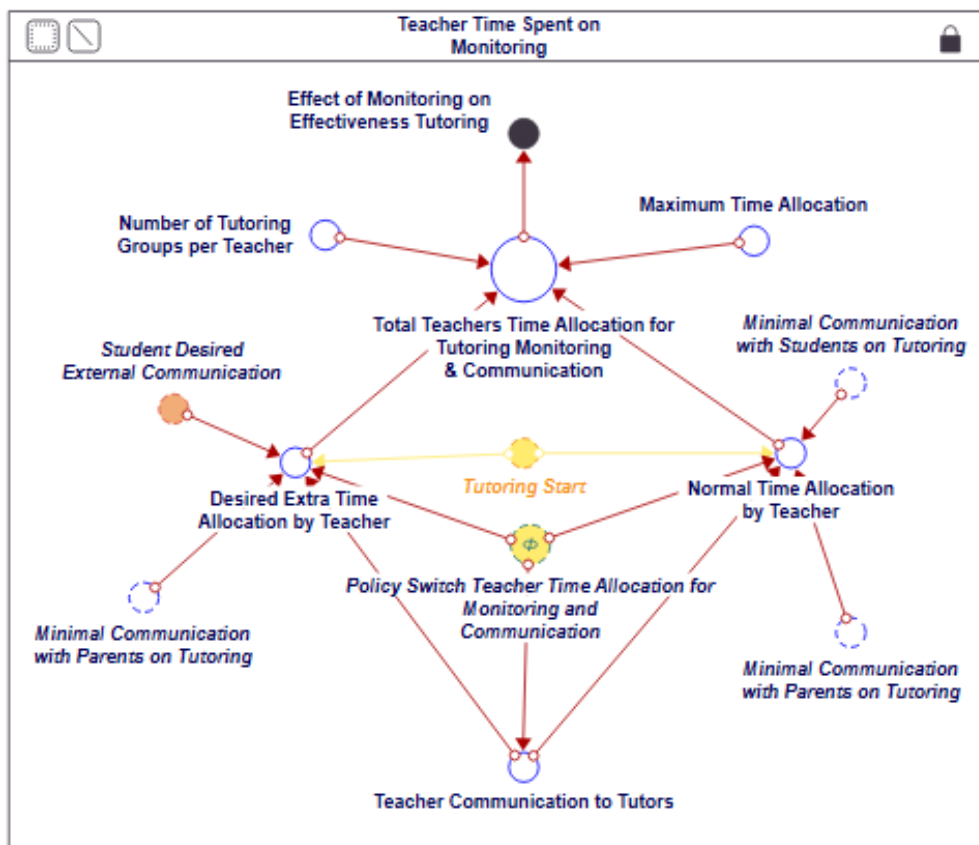 Teacher Time Spent on
Monitoring
Effect of Monitoring on
Effectiveness Tutoring
Number of Tutoring
Groups per Teacher
Maximum Time Allocation
Total Teachers Time Allocation for
Tutoring Monitoring
& Communication
Minimal Communication
with Students on Tutoring
Student Desired
External Communication
Tutoring Start
Desired Extra Time
Allocation by Teacher
Normal Time Allocation
by Teacher
Φ
Policy Switch Teacher Time Allocation for
Monitoring and
Communication
Minimal Communication
with Parents on Tutoring
Minimal Communication
with Parents on Tutoring
Teacher Communication to Tutors